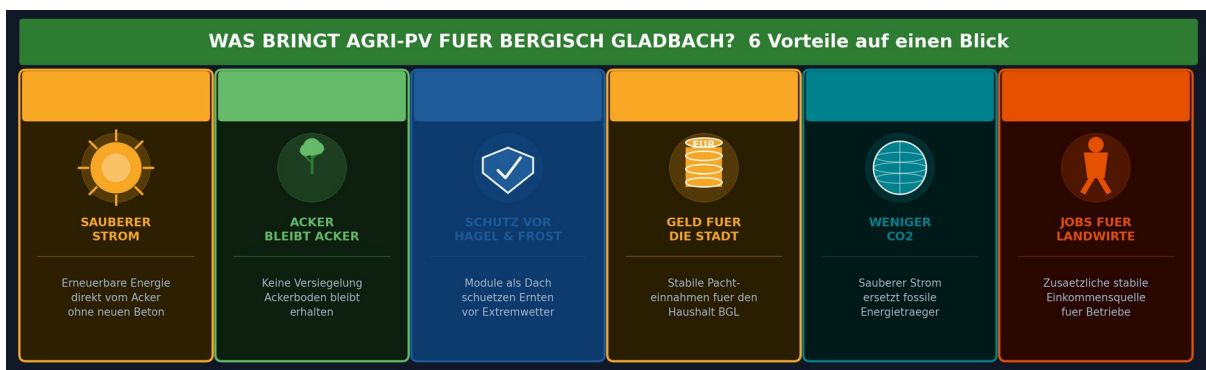 WAS BRINGT AGRI-PV FUER BERGISCH GLADBACH?  6 Vorteile auf einen Blick
EUR
SAUBERER
STROM
Erneuerbare Energie
direkt vom Acker
ohne neuen Beton
ACKER
BLEIBT ACKER
Keine Versiegelung
Ackerboden bleibt
erhalten
SCHUTZ VOR
HAGEL & FROST
Module als Dach
schuetzen Ernten
vor Extremwetter
GELD FUER
DIE STADT
Stabile Pacht-
einnahmen fuer den
Haushalt BGL
WENIGER
CO2
Sauberer Strom
ersetzt fossile
Energietraeger
JOBS FUER
LANDWIRTE
Zusaetzliche stabile
Einkommensquelle
fuer Betriebe